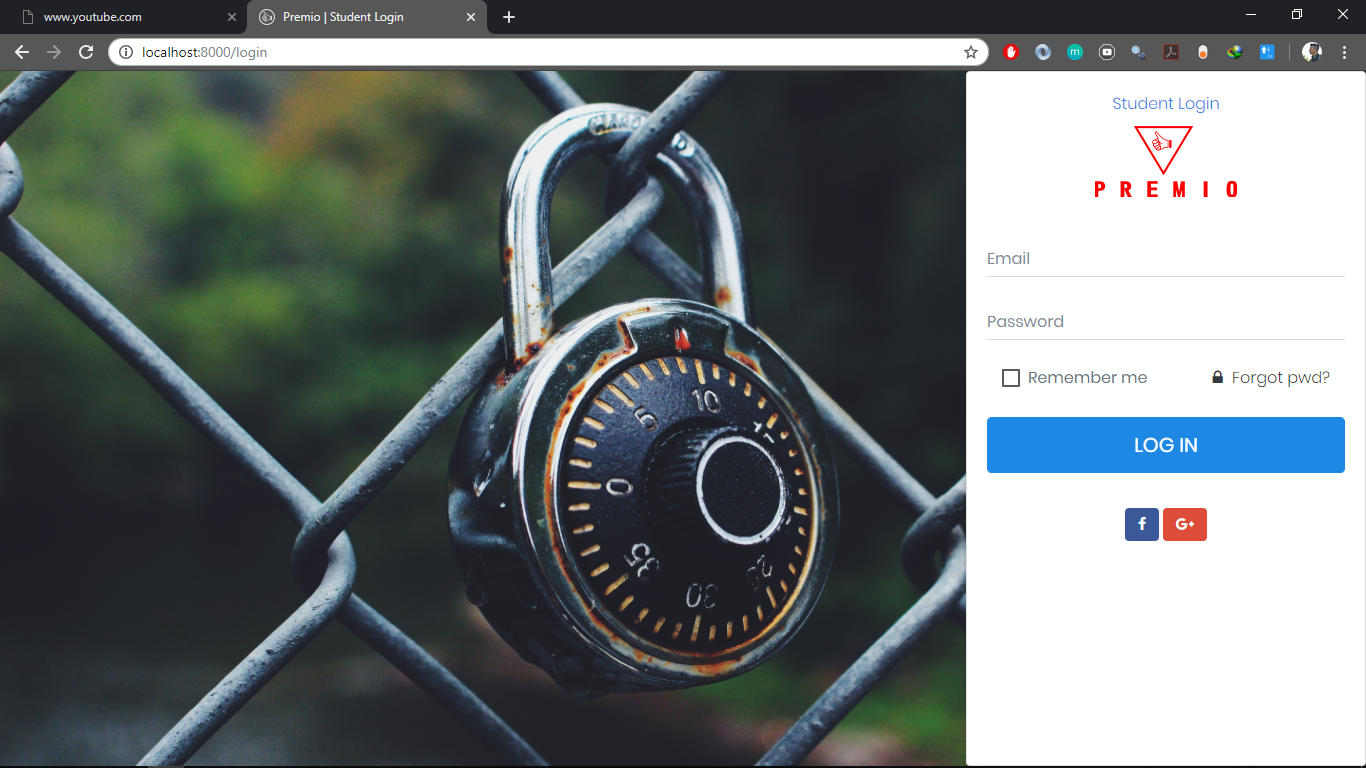 www.youtube.com
Premio | Student Login
localhost:8000/login
Student Login
PREMIO
Email
Password
Remember me
Forgot pwd?
LOG IN
f
G+
5
10
0
35
30
25